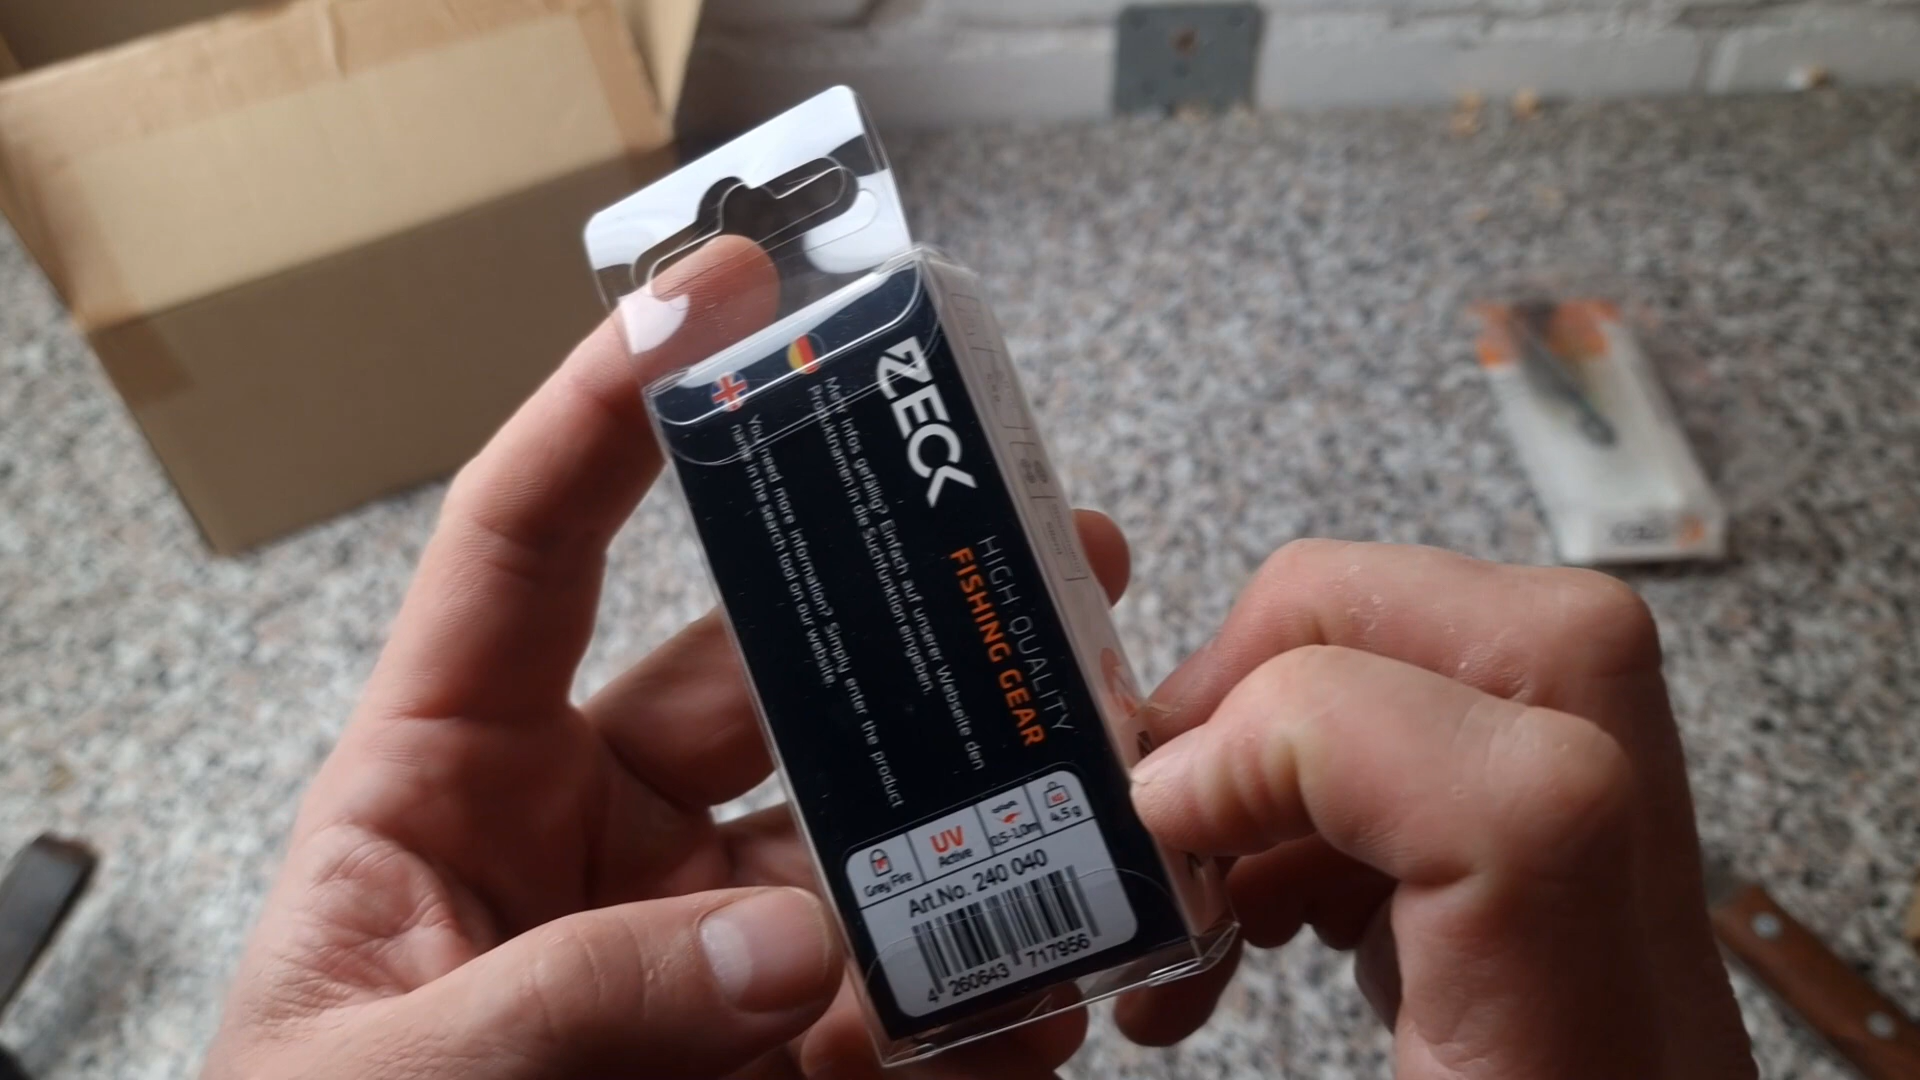 ZECK
HIGH QUALITY
FISHING GEAR
Mehr Infos gefällig? Einfach auf unserer Webseite den
Produktnamen in die Suchfunktion eingeben.
You need more information? Simply enter the product
name in the search tool on our website.
Grey Fire
UV
Active
0,5-1,0m
KG
4,5 g
Art.No. 240 040
4 260643 717956